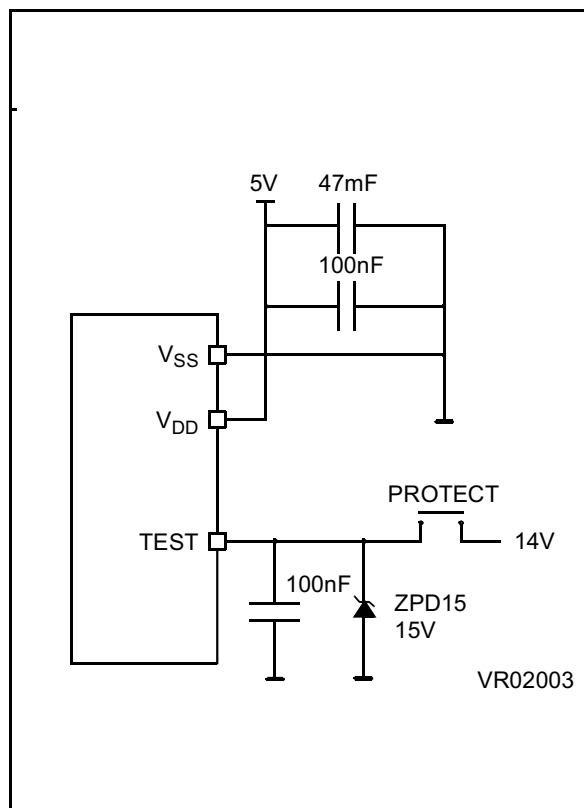 5V 47mF
100nF
VSS
VDD
PROTECT
TEST 14V
100nF ZPD15
15V
VR02003